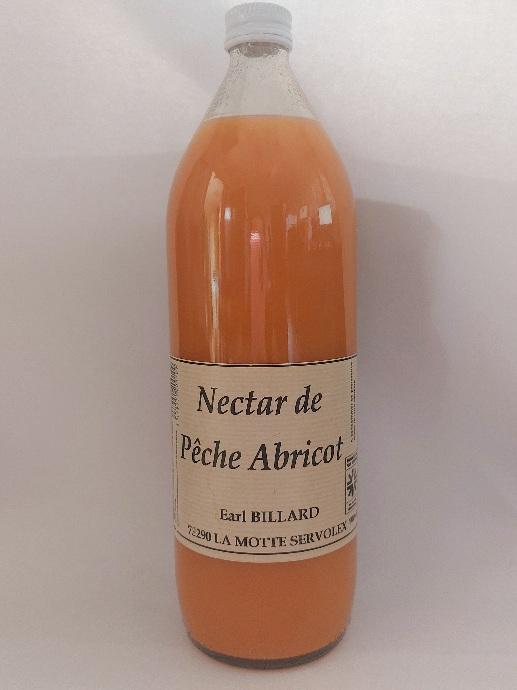 Nectar de
Pêche Abricot
Earl BILLARD
73290 LA MOTTE SERVOLEX